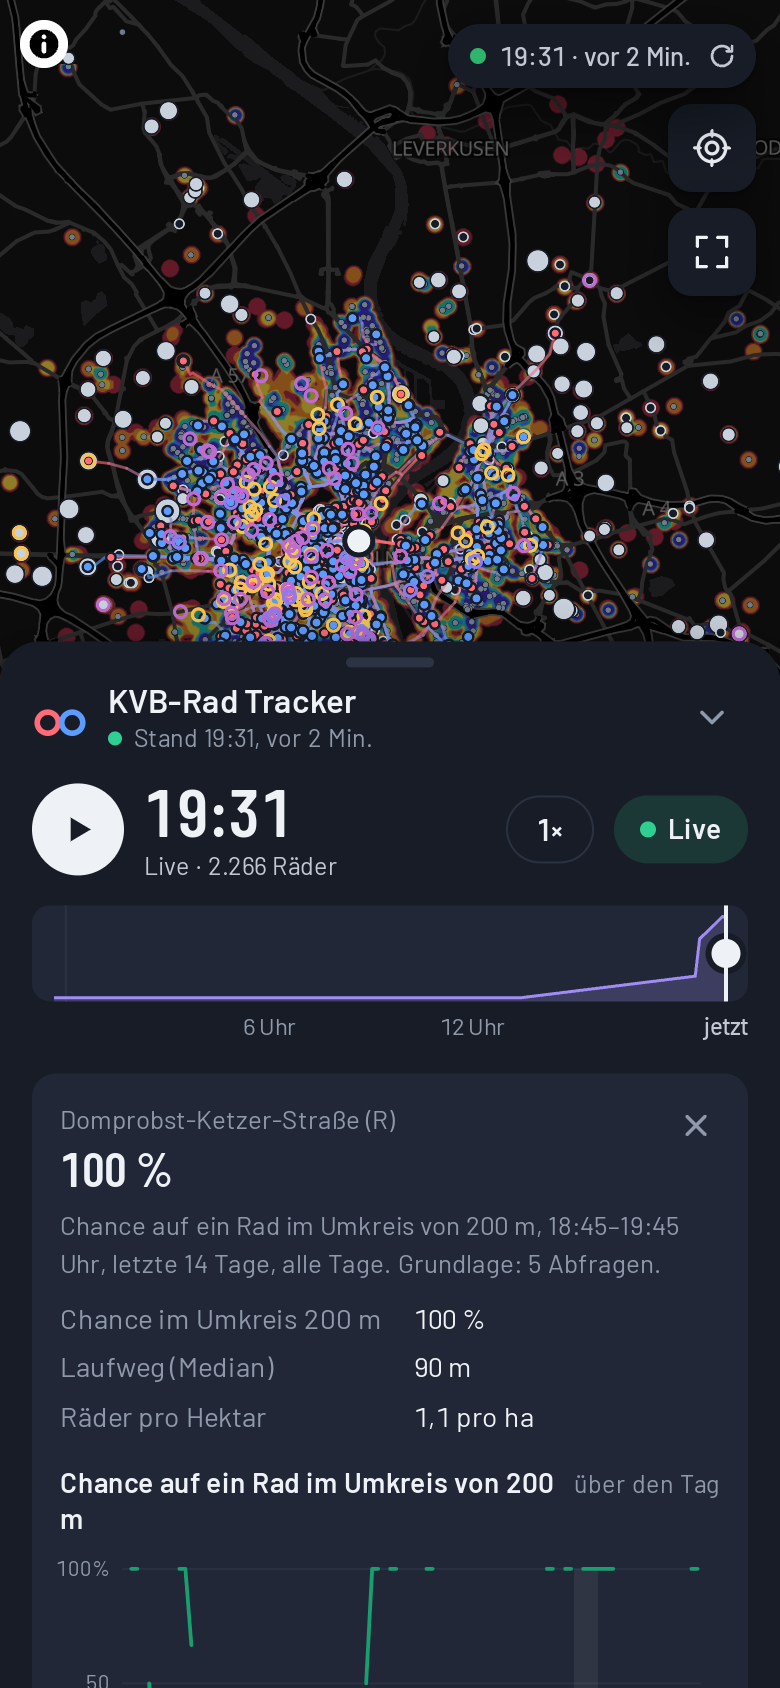 19:31 · vor 2 Min.
LEVERKUSEN
A 3
A 4
KVB-Rad Tracker
Stand 19:31, vor 2 Min.
19:31
Live · 2.266 Räder
1×
Live
6 Uhr
12 Uhr
jetzt
Domprobst-Ketzer-Straße (R)
100 %
Chance auf ein Rad im Umkreis von 200 m, 18:45–19:45
Uhr, letzte 14 Tage, alle Tage. Grundlage: 5 Abfragen.
Chance im Umkreis 200 m 100 %
Laufweg (Median) 90 m
Räder pro Hektar 1,1 pro ha
Chance auf ein Rad im Umkreis von 200 über den Tag
m
100%
50